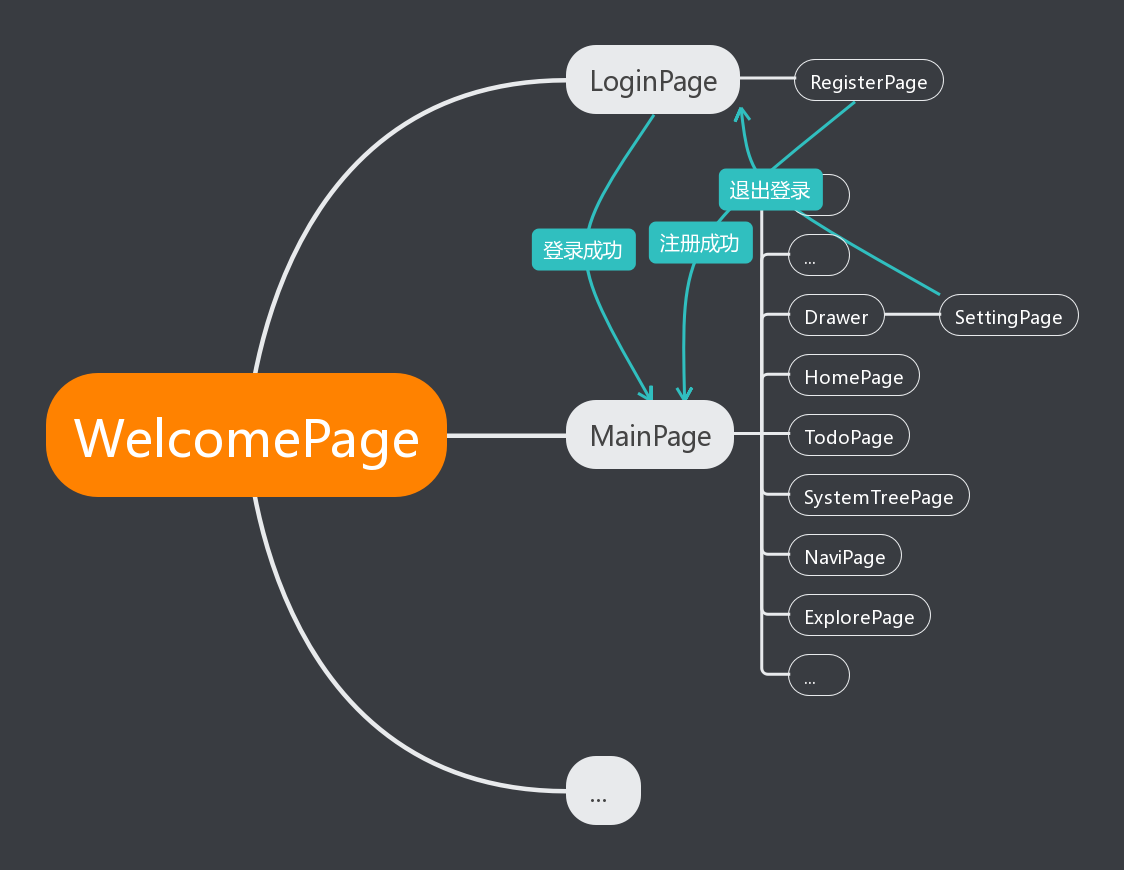 LoginPage
RegisterPage
退出登录
登录成功
注册成功
...
Drawer
SettingPage
HomePage
WelcomePage
MainPage
TodoPage
SystemTreePage
NaviPage
ExplorePage
...
...